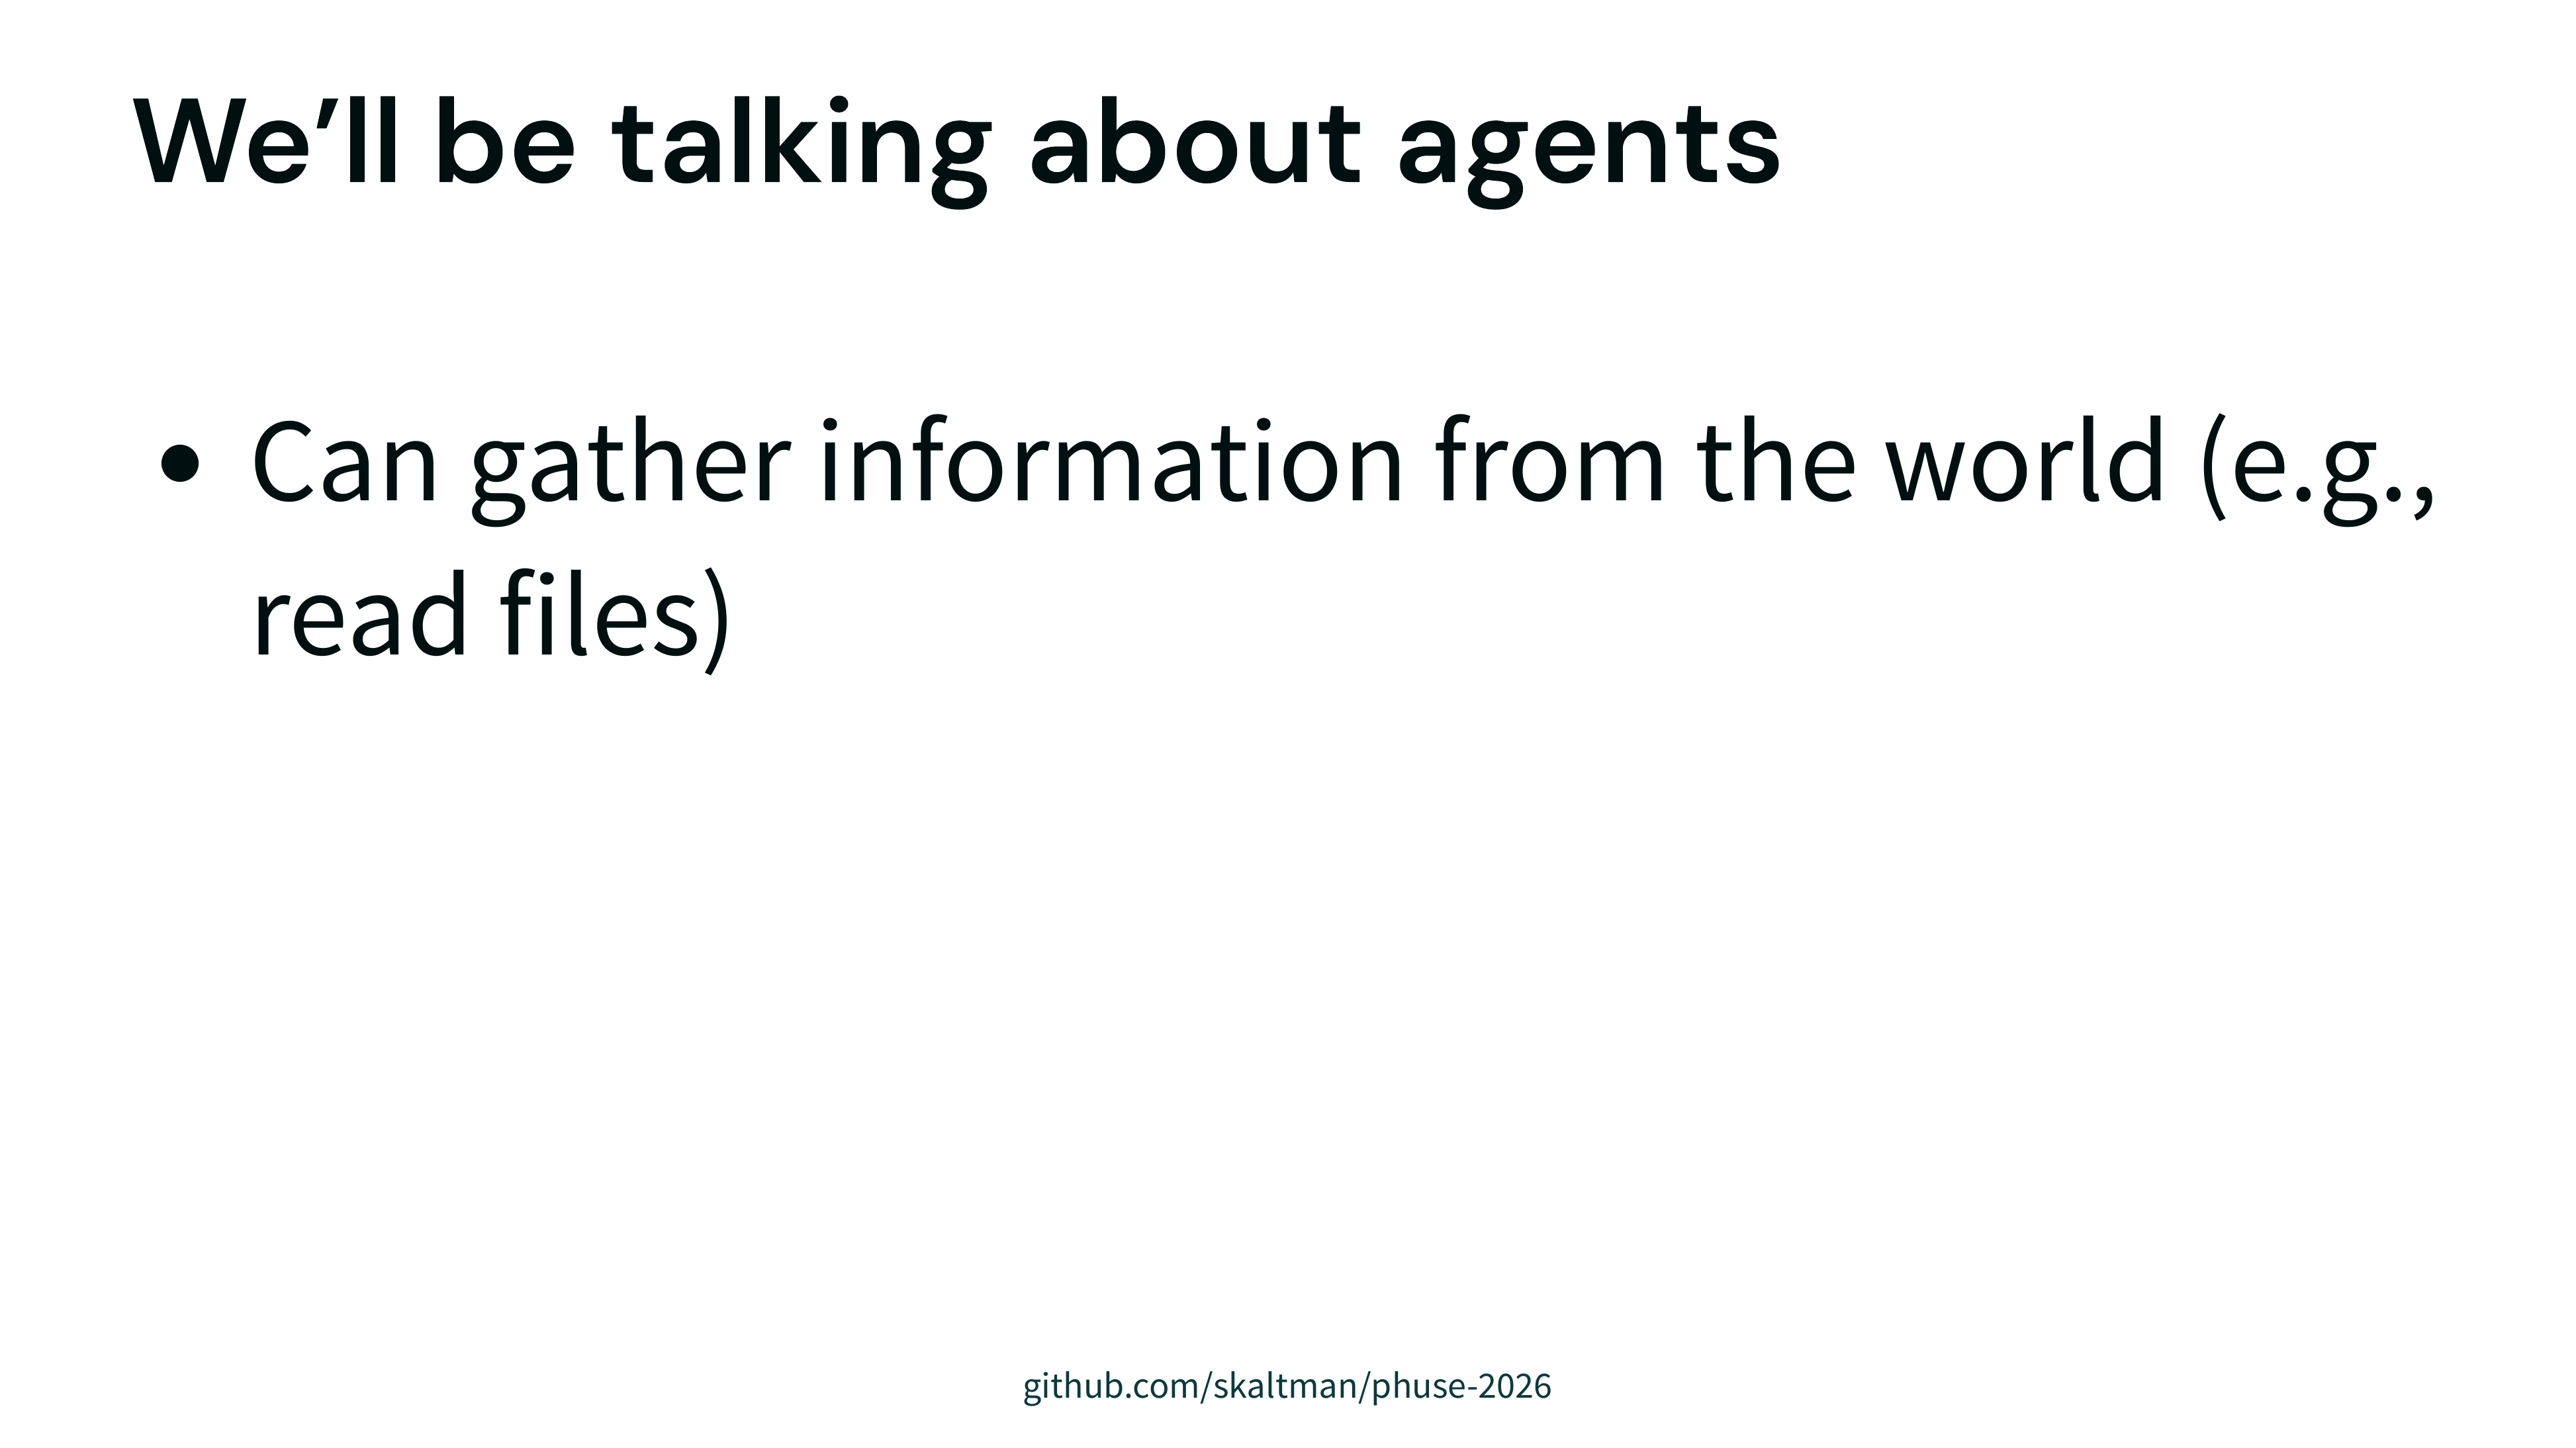 We’ll be talking about agents
• Can gather information from the world (e.g.,
read files)
github.com/skaltman/phuse-2026